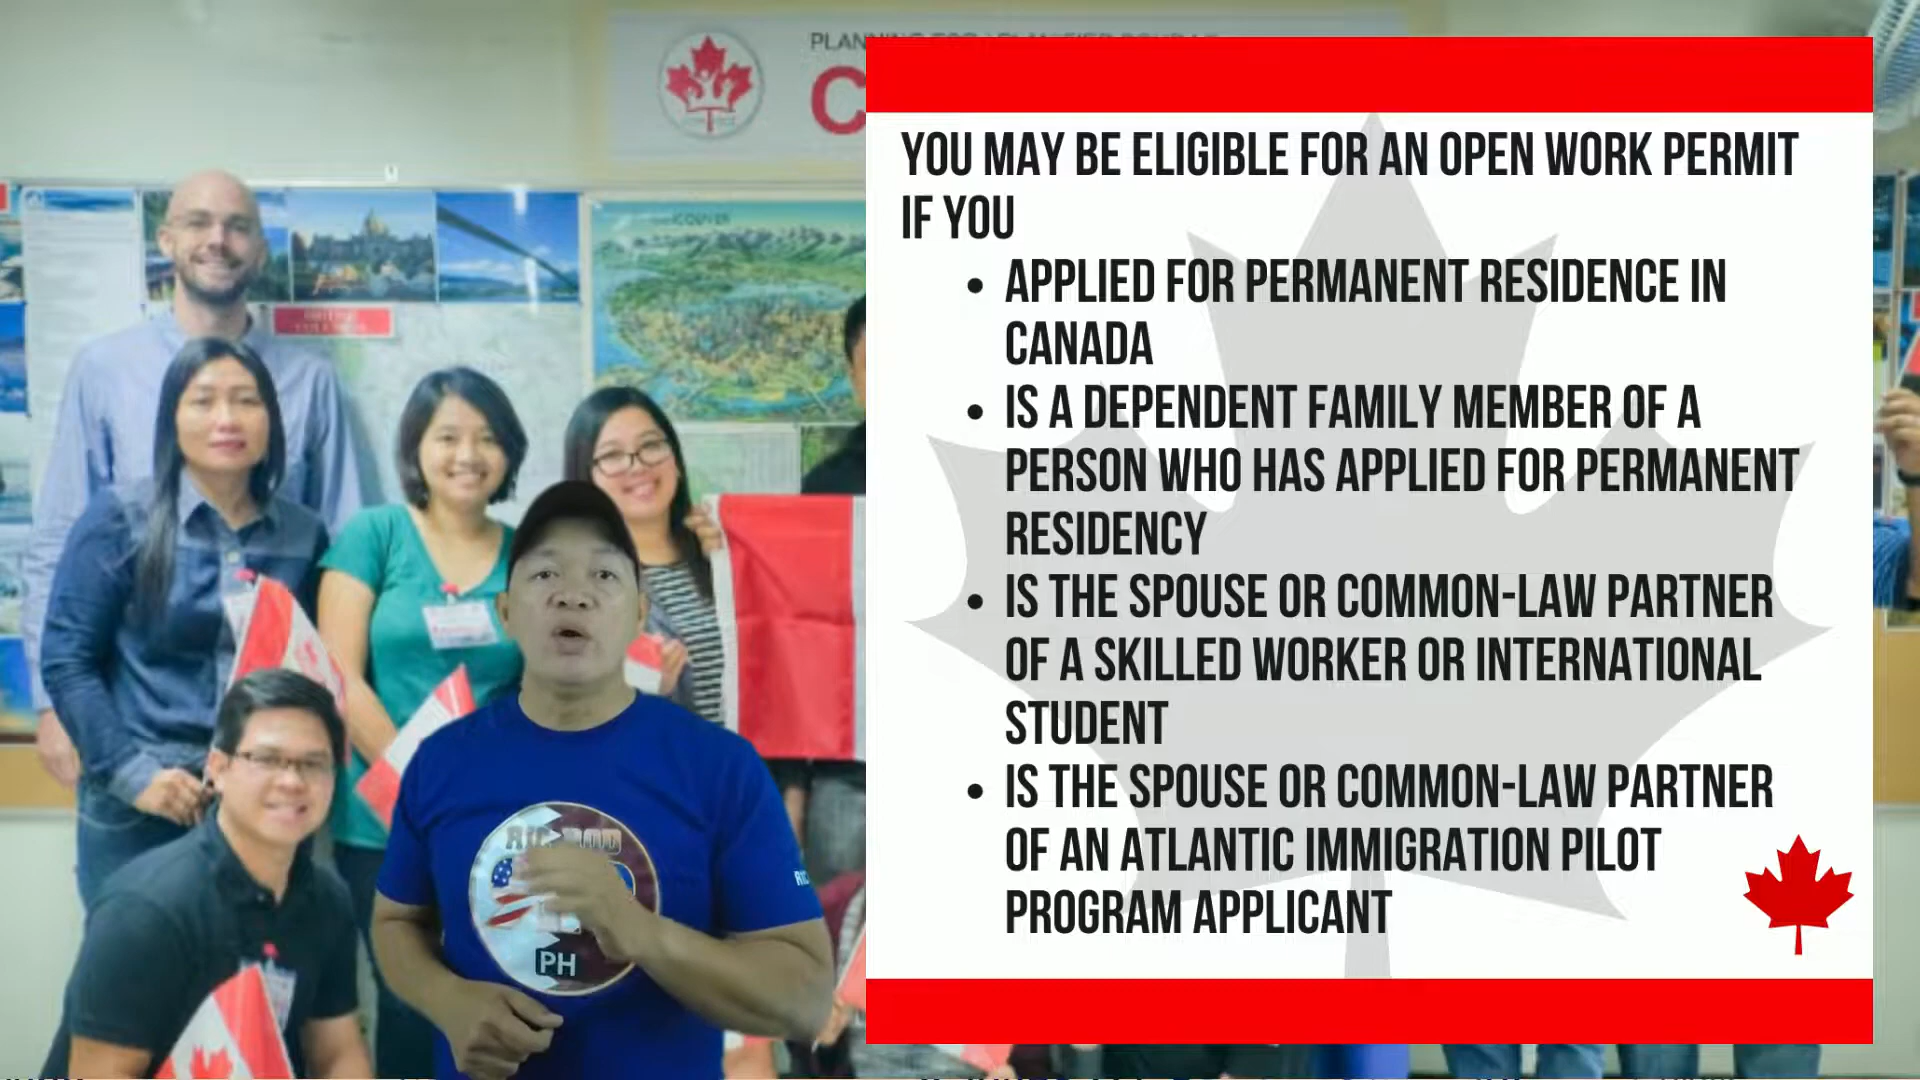 YOU MAY BE ELIGIBLE FOR AN OPEN WORK PERMIT
IF YOU
• APPLIED FOR PERMANENT RESIDENCE IN
CANADA
• IS A DEPENDENT FAMILY MEMBER OF A
PERSON WHO HAS APPLIED FOR PERMANENT
RESIDENCY
• IS THE SPOUSE OR COMMON-LAW PARTNER
OF A SKILLED WORKER OR INTERNATIONAL
STUDENT
• IS THE SPOUSE OR COMMON-LAW PARTNER
OF AN ATLANTIC IMMIGRATION PILOT
PROGRAM APPLICANT
PH